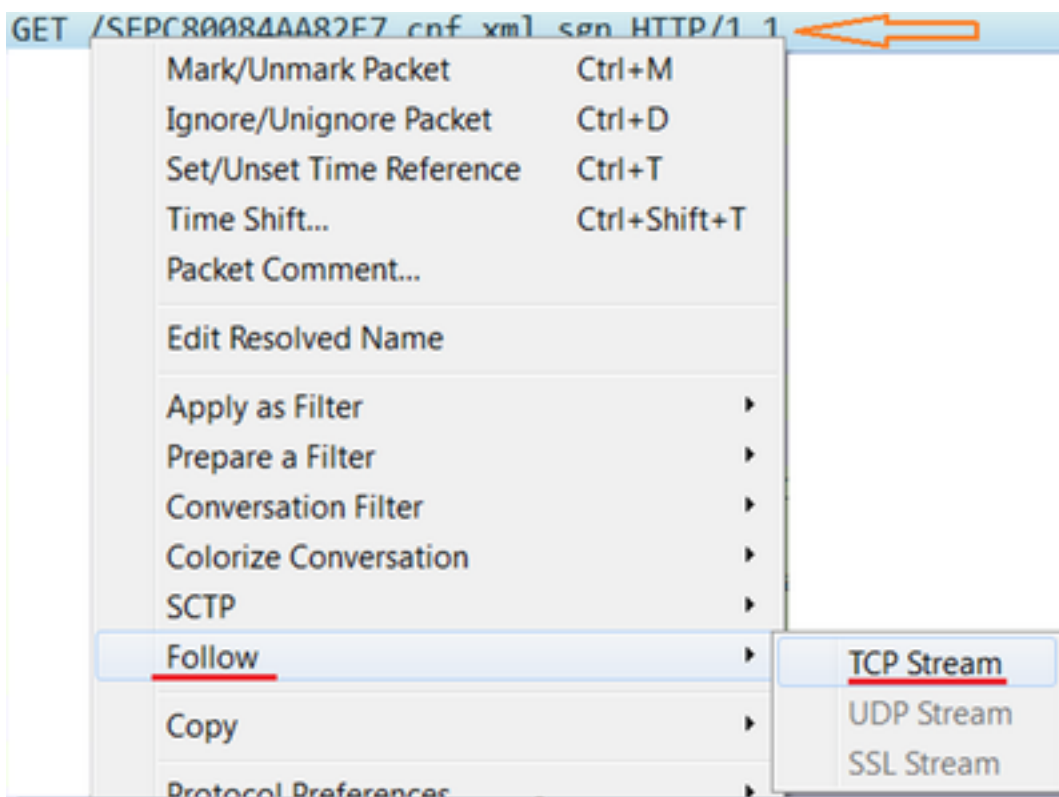 GET /SEPC80084AA82E7.cnf.xml.sgn HTTP/1.1
Mark/Unmark Packet Ctrl+M
Ignore/Unignore Packet Ctrl+D
Set/Unset Time Reference Ctrl+T
Time Shift... Ctrl+Shift+T
Packet Comment...
Edit Resolved Name
Apply as Filter
Prepare a Filter
Conversation Filter
Colorize Conversation
SCTP
Follow
TCP Stream
UDP Stream
SSL Stream
Copy
Protocol Preferences